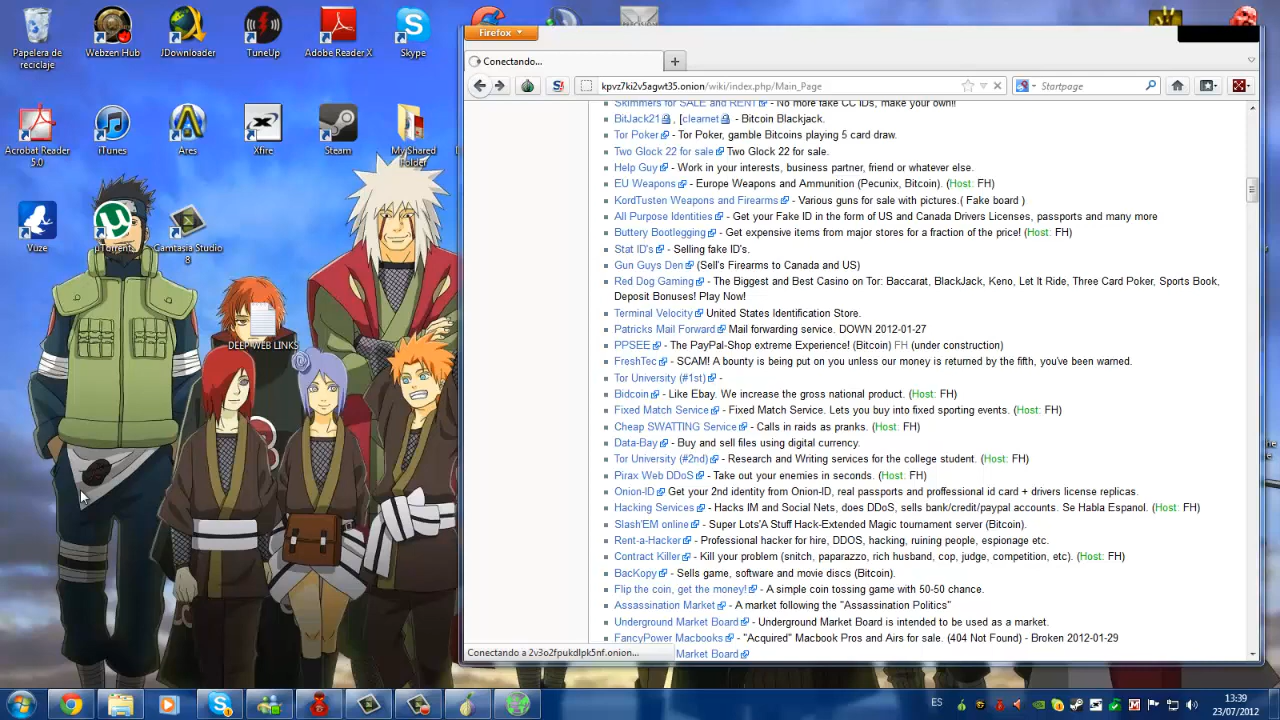 Papelera de
reciclaje
Webzen Hub
JDownloader
TuneUp
Adobe Reader X
Skype
Acrobat Reader
5.0
iTunes
Ares
Xfire
Steam
My Shared
Folder
Vuze
µTorrent
Camtasia Studio
8
DEEP WEB LINKS
Firefox
Conectando...
kpvz7ki2v5agwt35.onion/wiki/index.php/Main_Page
Startpage
Skimmers for SALE and RENT - No more fake CC IDs, make your own!!
BitJack21, [clearnet - Bitcoin Blackjack.
Tor Poker - Tor Poker, gamble Bitcoins playing 5 card draw.
Two Glock 22 for sale Two Glock 22 for sale.
Help Guy - Work in your interests, business partner, friend or whatever else.
EU Weapons - Europe Weapons and Ammunition (Pecunix, Bitcoin). (Host: FH)
KordTusten Weapons and Firearms - Various guns for sale with pictures.( Fake board )
All Purpose Identities - Get your Fake ID in the form of US and Canada Drivers Licenses, passports and many more
Buttery Bootlegging - Get expensive items from major stores for a fraction of the price! (Host: FH)
Stat ID's - Selling fake ID's.
Gun Guys Den (Sell's Firearms to Canada and US)
Red Dog Gaming - The Biggest and Best Casino on Tor: Baccarat, BlackJack, Keno, Let It Ride, Three Card Poker, Sports Book,
Deposit Bonuses! Play Now!
Terminal Velocity United States Identification Store.
Patricks Mail Forward Mail forwarding service. DOWN 2012-01-27
PPSEE - The PayPal-Shop extreme Experience! (Bitcoin) FH (under construction)
FreshTec - SCAM! A bounty is being put on you unless our money is returned by the fifth, you've been warned.
Tor University (#1st) -
Bidcoin - Like Ebay. We increase the gross national product. (Host: FH)
Fixed Match Service - Fixed Match Service. Lets you buy into fixed sporting events. (Host: FH)
Cheap SWATTING Service - Calls in raids as pranks. (Host: FH)
Data-Bay - Buy and sell files using digital currency.
Tor University (#2nd) - Research and Writing services for the college student. (Host: FH)
Pirax Web DDoS - Take out your enemies in seconds. (Host: FH)
Onion-ID Get your 2nd identity from Onion-ID, real passports and proffessional id card + drivers license replicas.
Hacking Services - Hacks IM and Social Nets, does DDoS, sells bank/credit/paypal accounts. Se Habla Espanol. (Host: FH)
Slash'EM online - Super Lots'A Stuff Hack-Extended Magic tournament server (Bitcoin).
Rent-a-Hacker - Professional hacker for hire, DDOS, hacking, ruining people, espionage etc.
Contract Killer - Kill your problem (snitch, paparazzo, rich husband, cop, judge, competition, etc). (Host: FH)
BacKopy - Sells game, software and movie discs (Bitcoin).
Flip the coin, get the money! - A simple coin tossing game with 50-50 chance.
Assassination Market - A market following the "Assassination Politics"
Underground Market Board - Underground Market Board is intended to be used as a market.
FancyPower Macbooks - "Acquired" Macbook Pros and Airs for sale. (404 Not Found) - Broken 2012-01-29
Market Board
Conectando a 2v3o2fpukdlpk5nf.onion...
ES
13:39
23/07/2012